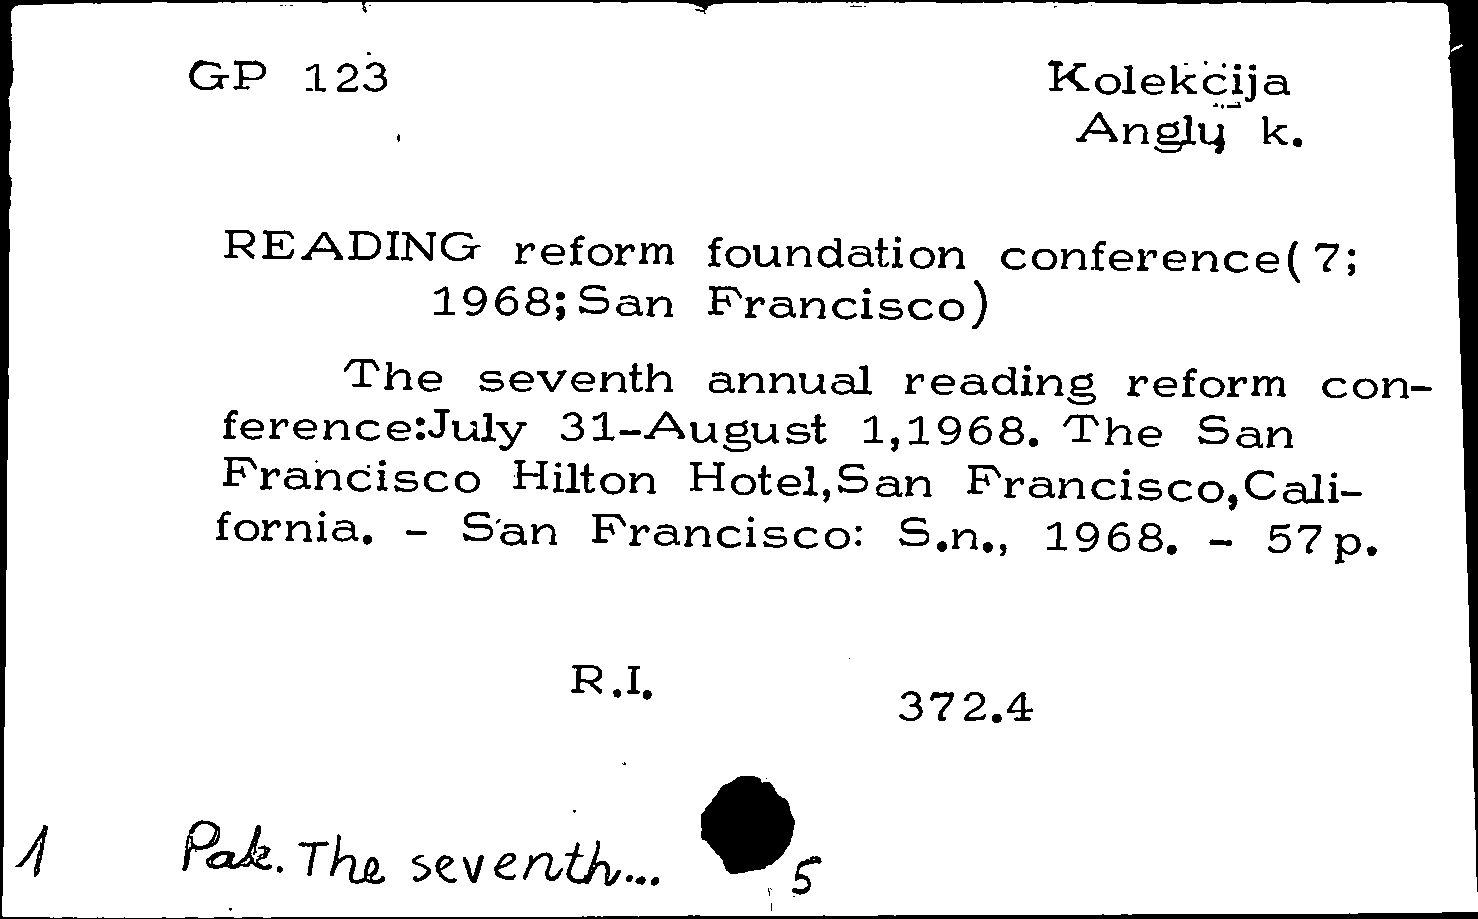 GP 123
Kolekcija
Anglų k.
READING reform foundation conference(7;
1968;San Francisco)
The seventh annual reading reform con-
ference:July 31-August 1,1968. The San
Francisco Hilton Hotel,San Francisco,Cali-
fornia. - San Francisco: S.n., 1968. - 57p.
R.I.
372.4
1 Pak. The seventh... 5